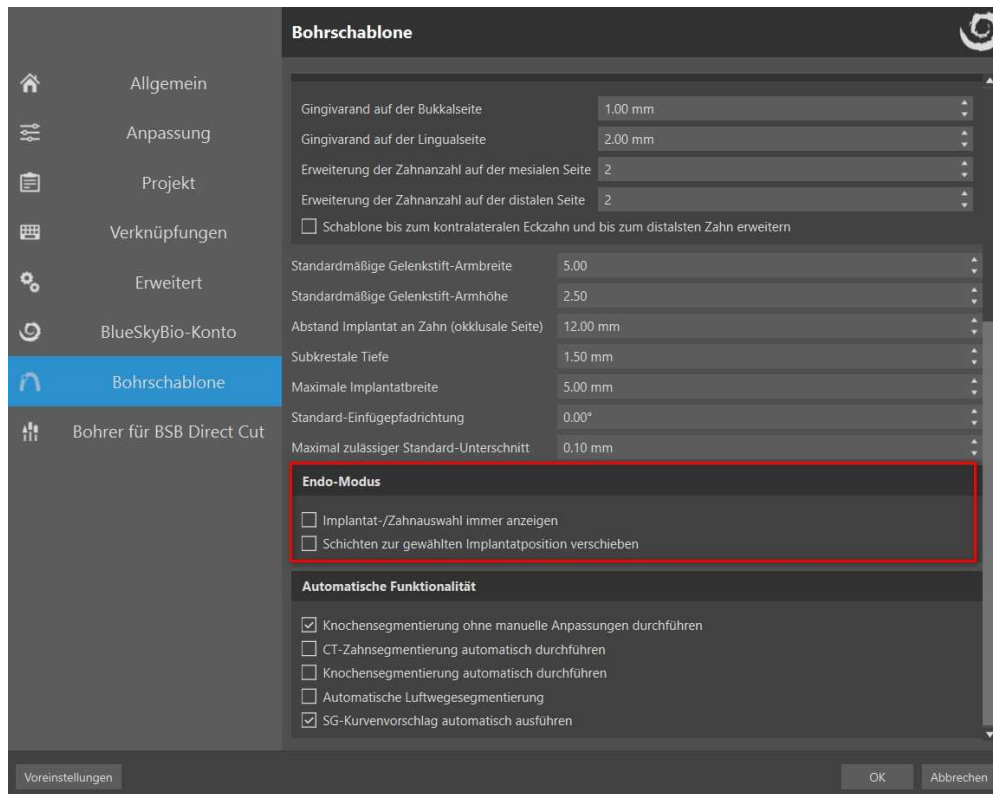 Bohrschablone
Allgemein
Anpassung
Projekt
Verknüpfungen
Erweitert
BlueSkyBio-Konto
Bohrschablone
Bohrer für BSB Direct Cut
Gingivarand auf der Bukkalseite 1.00 mm
Gingivarand auf der Lingualseite 2.00 mm
Erweiterung der Zahnanzahl auf der mesialen Seite 2
Erweiterung der Zahnanzahl auf der distalen Seite 2
Schablone bis zum kontralateralen Eckzahn und bis zum distalsten Zahn erweitern
Standardmäßige Gelenkstift-Armbreite 5.00
Standardmäßige Gelenkstift-Armhöhe 2.50
Abstand Implantat an Zahn (okklusale Seite) 12.00 mm
Subkrestale Tiefe 1.50 mm
Maximale Implantatbreite 5.00 mm
Standard-Einfügepfadrichtung 0.00°
Maximal zulässiger Standard-Unterschnitt 0.10 mm
Endo-Modus
Implantat-/Zahnauswahl immer anzeigen
Schichten zur gewählten Implantatposition verschieben
Automatische Funktionalität
Knochensegmentierung ohne manuelle Anpassungen durchführen
CT-Zahnsegmentierung automatisch durchführen
Knochensegmentierung automatisch durchführen
Automatische Luftwegesegmentierung
SG-Kurvenvorschlag automatisch ausführen
Voreinstellungen OK Abbrechen